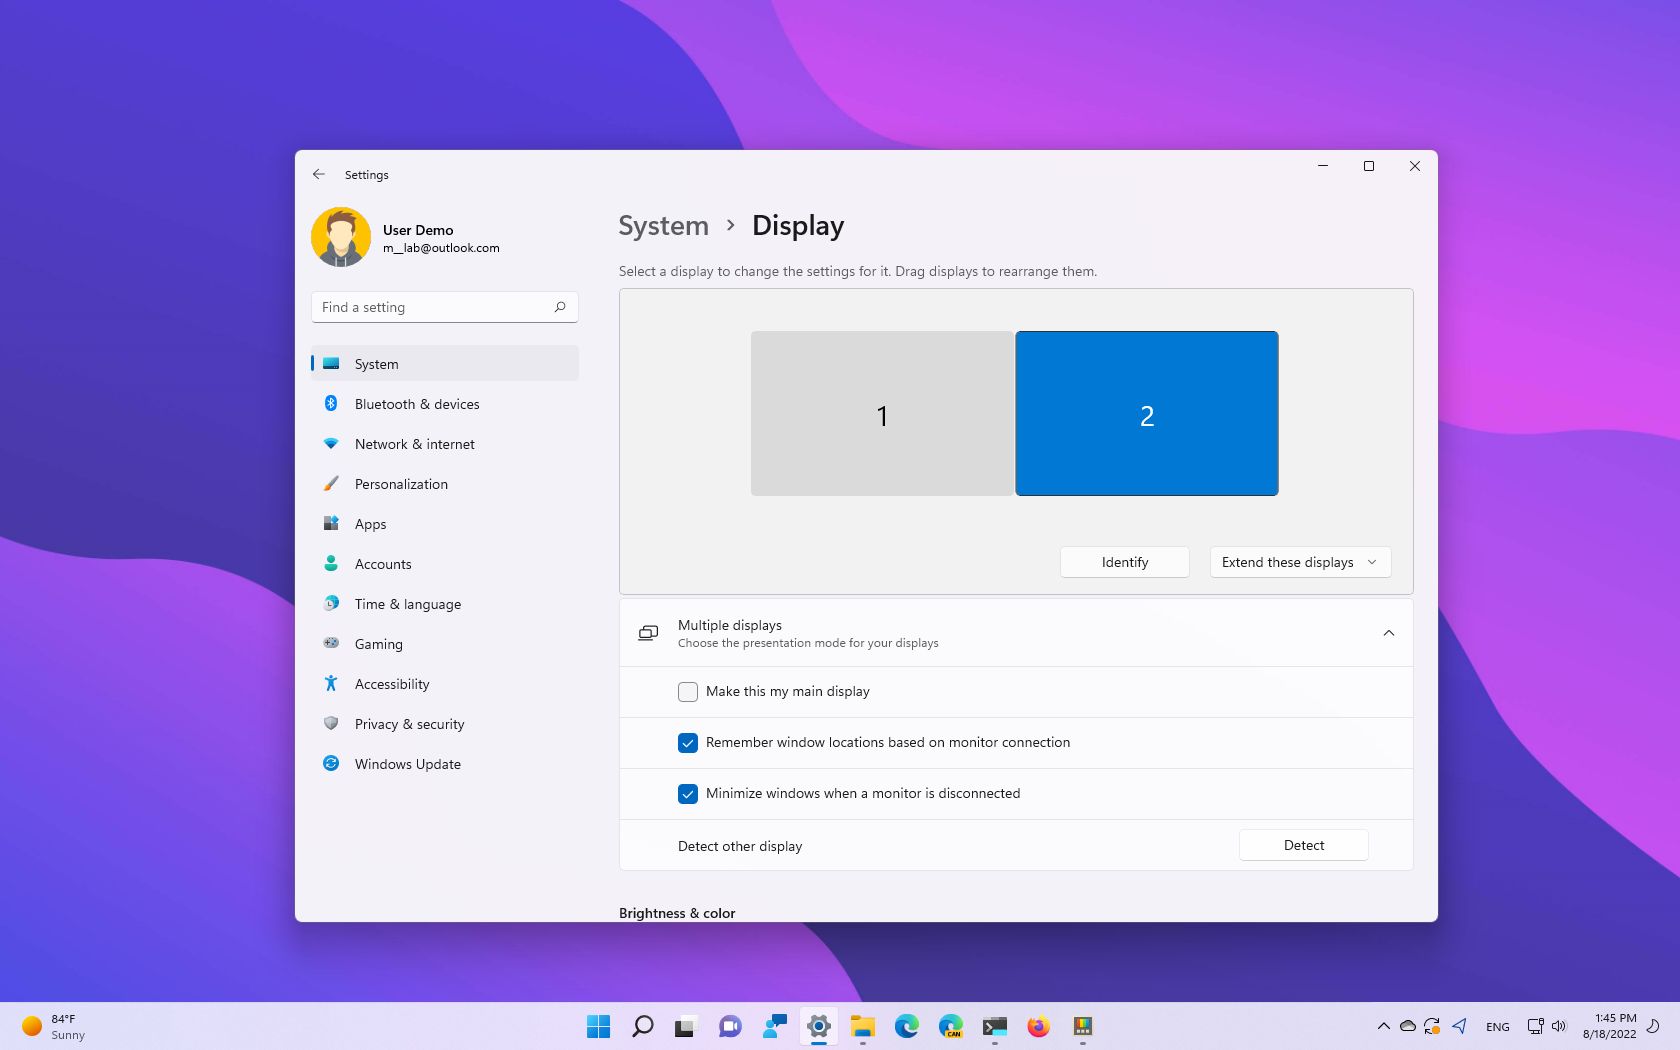 Settings
User Demo
m__lab@outlook.com
Find a setting
System
Bluetooth & devices
Network & internet
Personalization
Apps
Accounts
Time & language
Gaming
Accessibility
Privacy & security
Windows Update
System › Display
Select a display to change the settings for it. Drag displays to rearrange them.
1
2
Identify
Extend these displays
Multiple displays
Choose the presentation mode for your displays
Make this my main display
Remember window locations based on monitor connection
Minimize windows when a monitor is disconnected
Detect other display
Detect
Brightness & color
84°F
Sunny
CAN
ENG
1:45 PM
8/18/2022